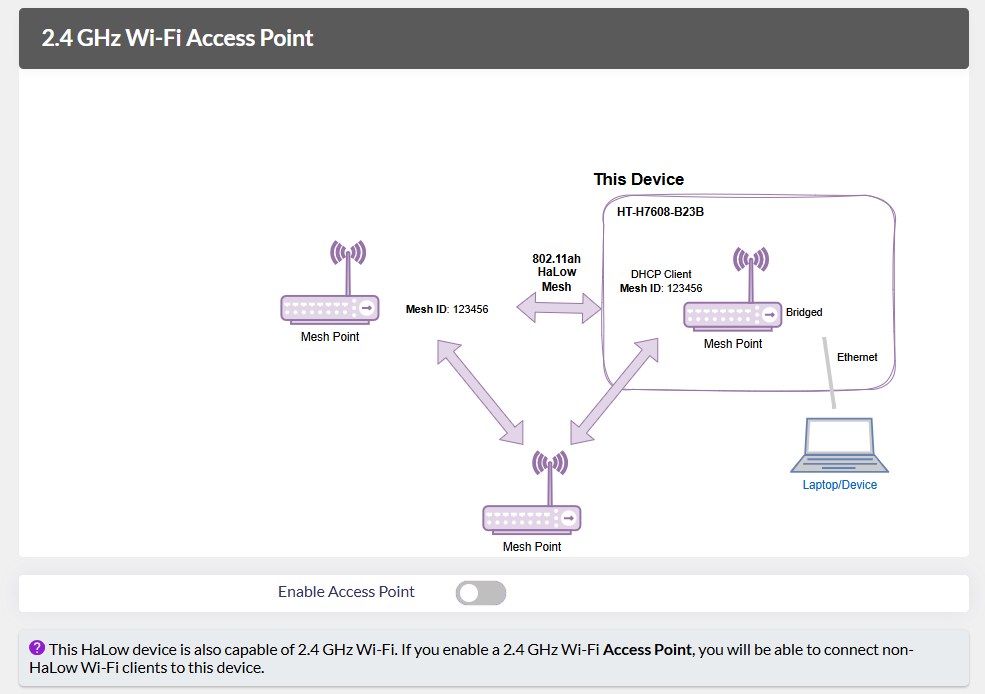 2.4 GHz Wi-Fi Access Point
This Device
HT-H7608-B23B
802.11ah
HaLow
Mesh
DHCP Client
Mesh ID: 123456
Mesh ID: 123456
Bridged
Mesh Point
Mesh Point
Ethernet
Laptop/Device
Mesh Point
Enable Access Point
? This HaLow device is also capable of 2.4 GHz Wi-Fi. If you enable a 2.4 GHz Wi-Fi Access Point, you will be able to connect non-
HaLow Wi-Fi clients to this device.